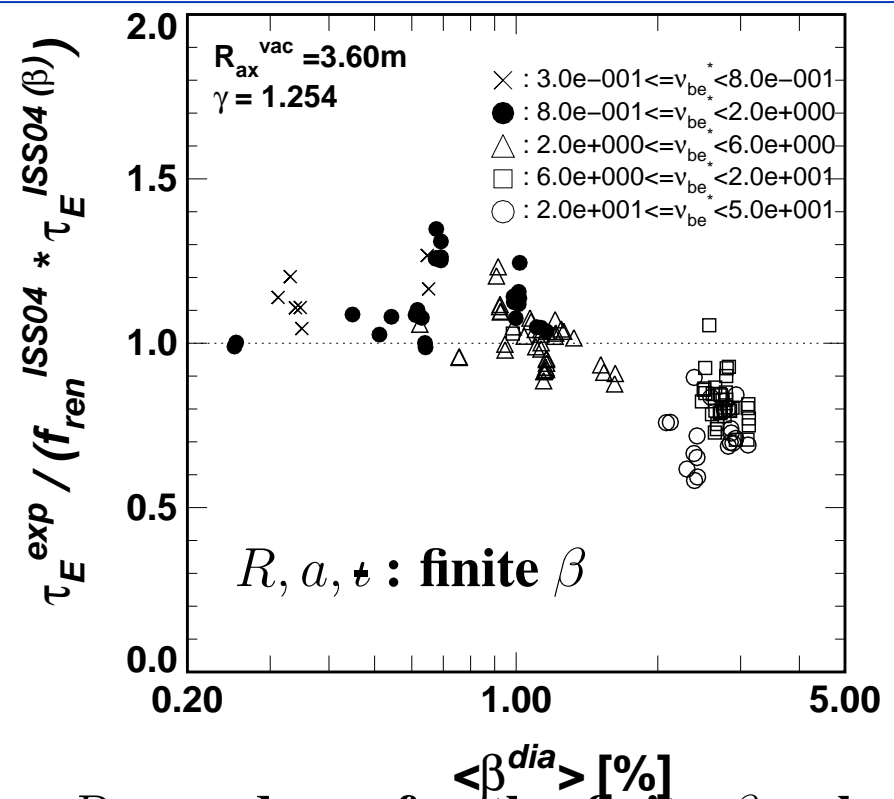 τ_E^exp / (f_ren^ISS04 * τ_E^ISS04 (β))
2.0
1.5
1.0
0.5
0.0
R_ax^vac =3.60m
γ = 1.254
× : 3.0e−001<=ν_be^*<8.0e−001
● : 8.0e−001<=ν_be^*<2.0e+000
△ : 2.0e+000<=ν_be^*<6.0e+000
□ : 6.0e+000<=ν_be^*<2.0e+001
○ : 2.0e+001<=ν_be^*<5.0e+001
R, a, ῾ι : finite β
0.20 1.00 5.00
<β^dia> [%]